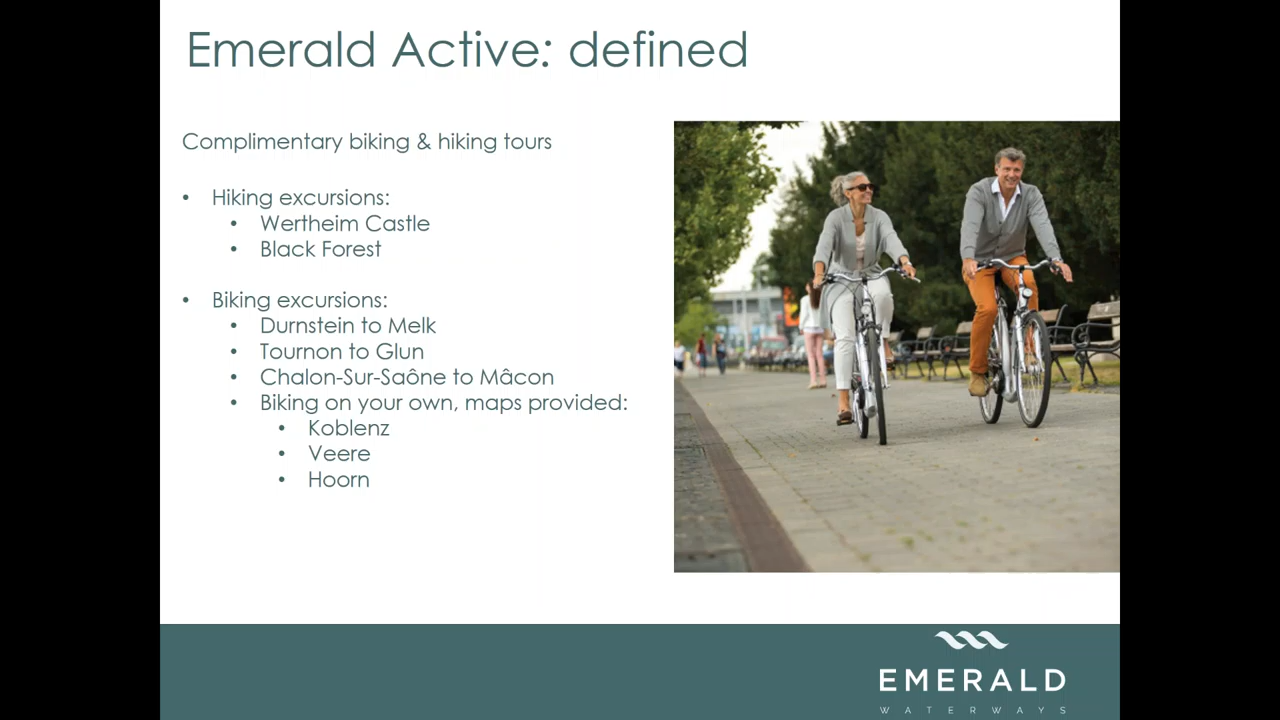 Emerald Active: defined
Complimentary biking & hiking tours
• Hiking excursions:
• Wertheim Castle
• Black Forest
• Biking excursions:
• Durnstein to Melk
• Tournon to Glun
• Chalon-Sur-Saône to Mâcon
• Biking on your own, maps provided:
• Koblenz
• Veere
• Hoorn
EMERALD
WATERWAYS